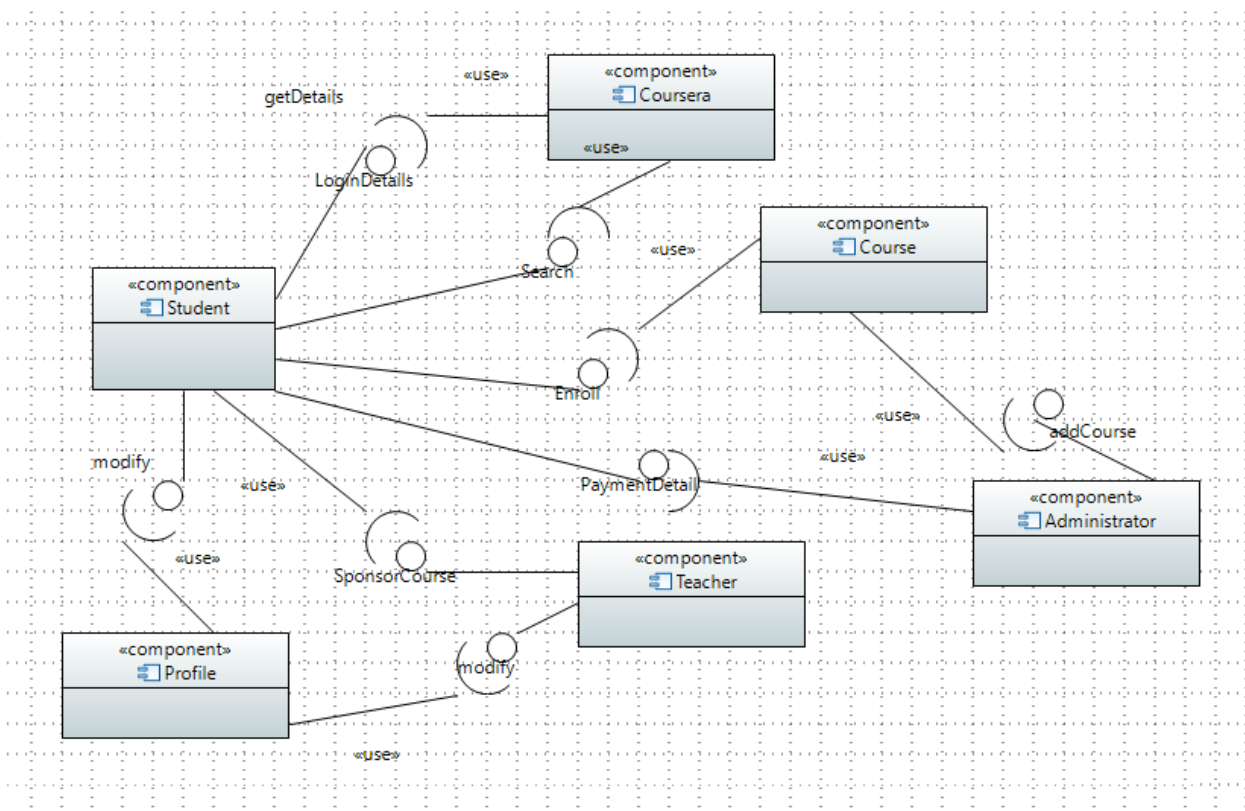 «use»
«component»
Coursera
getDetails
«use»
LoginDetails
«component»
Course
«use»
Search
«component»
Student
Enroll
«use»
addCourse
«use»
modify
«use»
PaymentDetail
«component»
Administrator
«use»
SponsorCourse
«component»
Teacher
«component»
Profile
modify
«use»